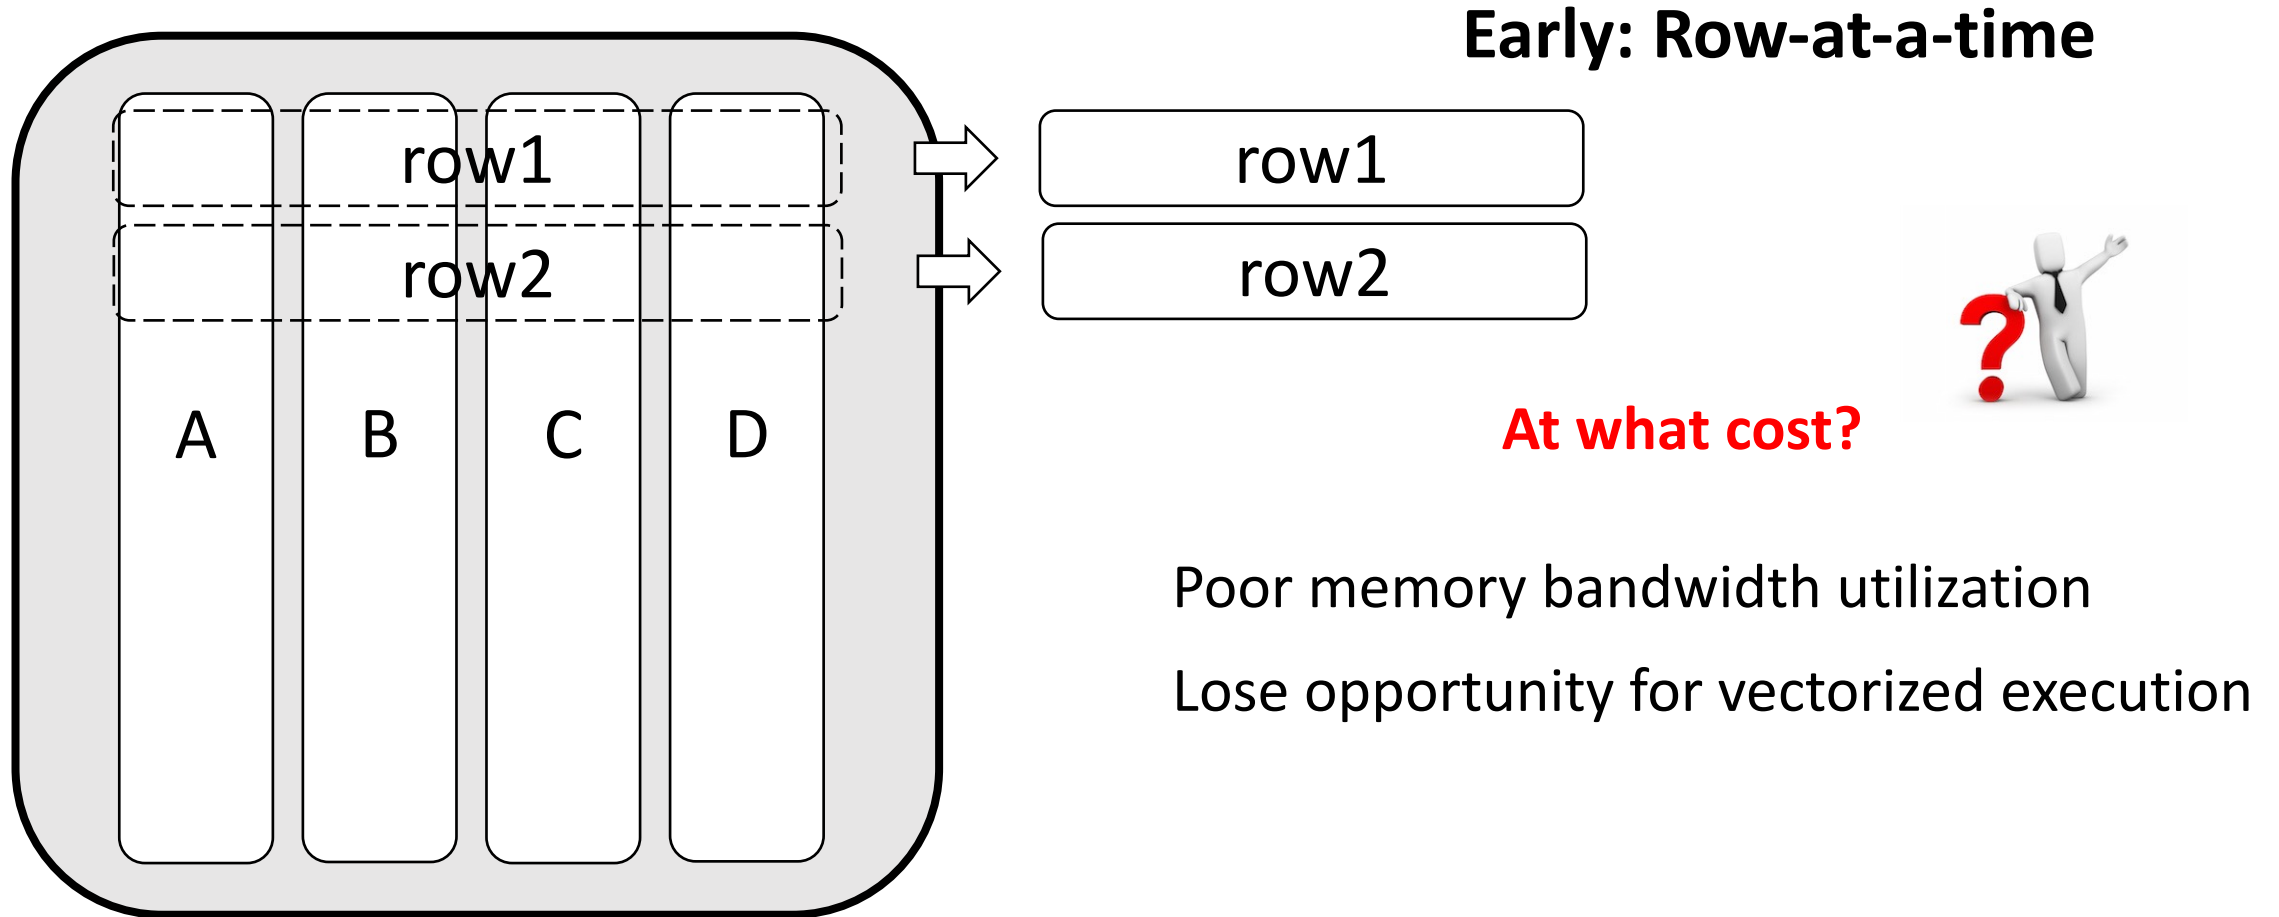 Early: Row-at-a-time
row1
row1
row2
row2
A B C D
At what cost?
Poor memory bandwidth utilization
Lose opportunity for vectorized execution